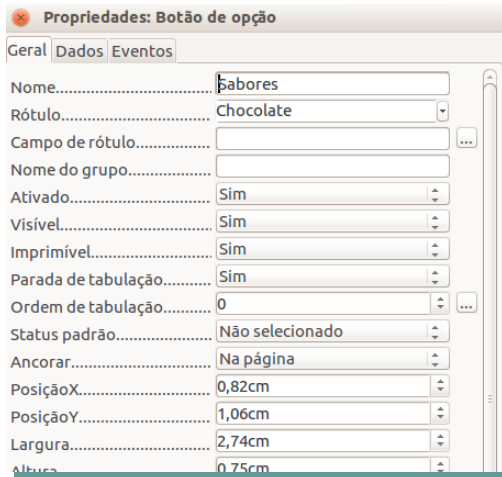 Propriedades: Botão de opção
Geral Dados Eventos
Nome................................... Sabores
Rótulo.................................. Chocolate
Campo de rótulo................. ...
Nome do grupo...................
Ativado................................. Sim
Visível................................... Sim
Imprimível............................ Sim
Parada de tabulação........... Sim
Ordem de tabulação........... 0 ...
Status padrão...................... Não selecionado
Ancorar................................. Na página
PosiçãoX............................... 0,82cm
PosiçãoY............................... 1,06cm
Largura................................. 2,74cm
Altura 0,75cm